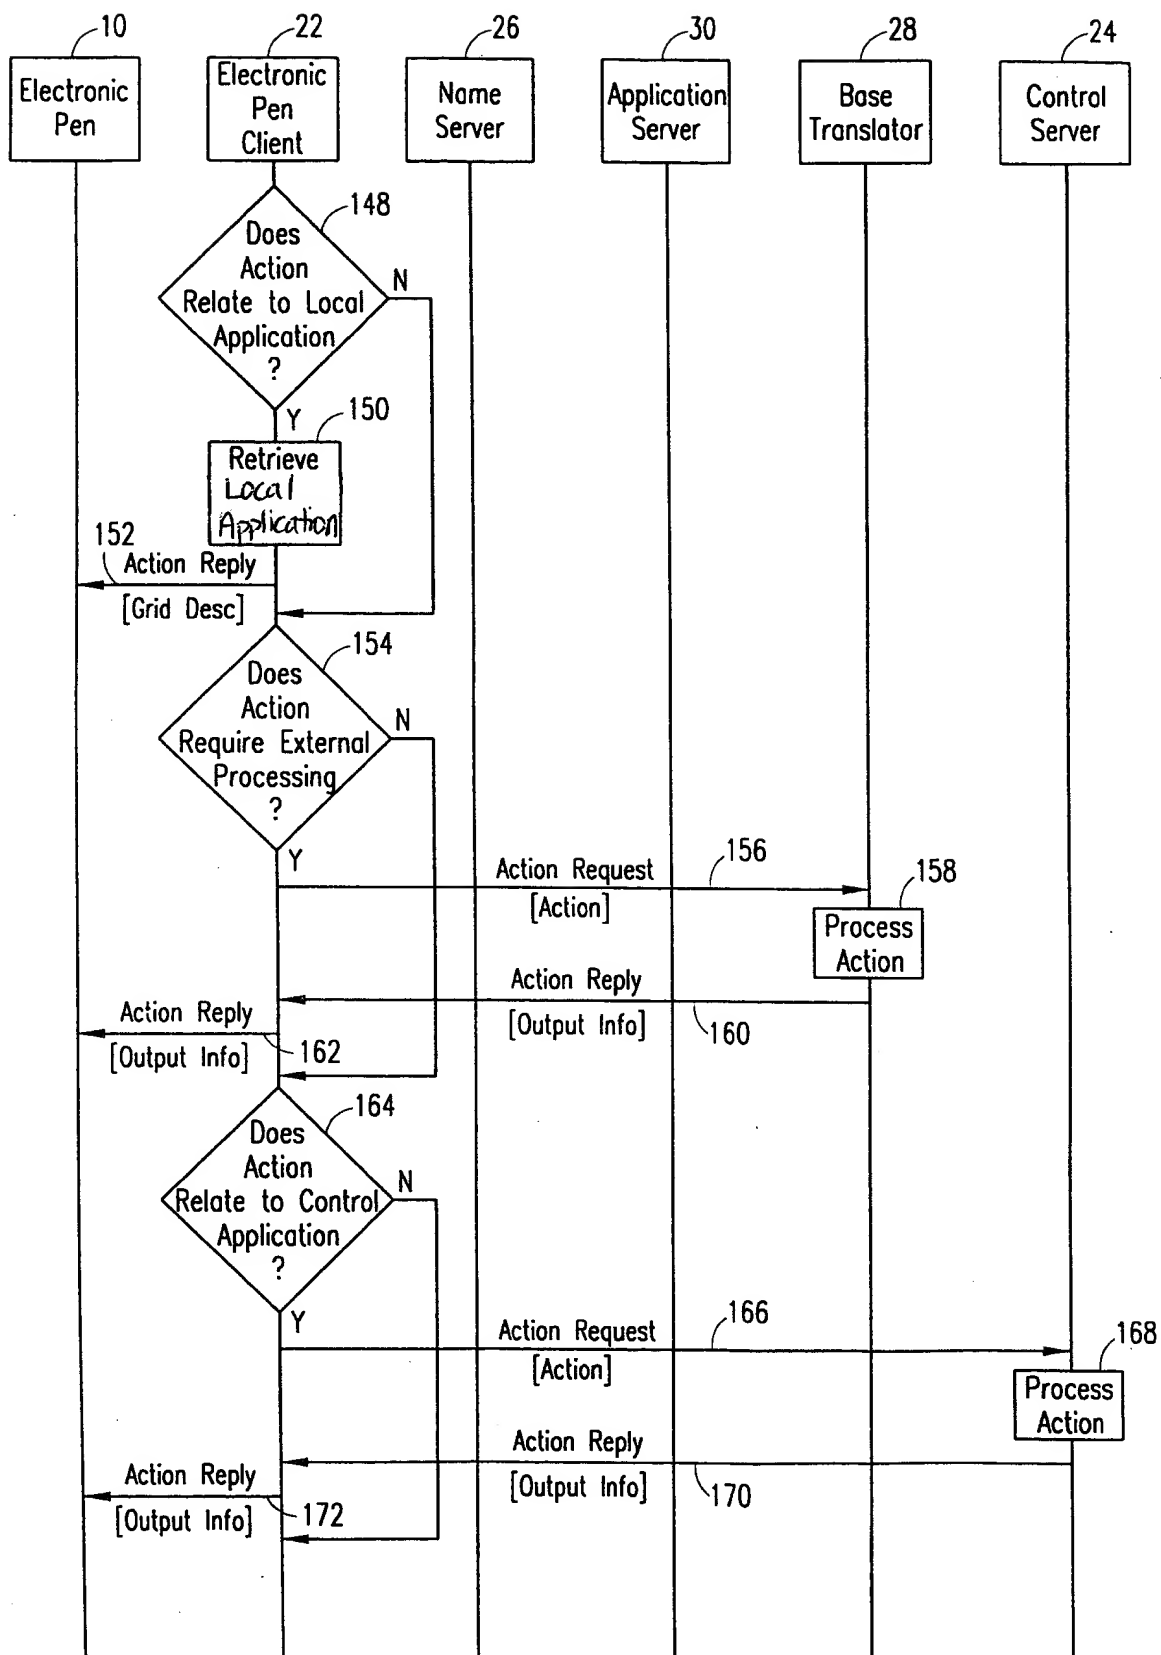 10
22
26
30
28
24
Electronic
Pen
Electronic
Pen
Client
Name
Server
Application
Server
Base
Translator
Control
Server
148
Does
Action
Relate to Local
Application
?
N
Y
150
Retrieve
Local
Application
152
Action Reply
[Grid Desc]
154
Does
Action
Require External
Processing
?
N
Y
Action Request
156
[Action]
158
Process
Action
Action Reply
[Output Info]
160
Action Reply
[Output Info]
162
164
Does
Action
Relate to Control
Application
?
N
Y
Action Request
166
[Action]
168
Process
Action
Action Reply
[Output Info]
170
Action Reply
[Output Info]
172